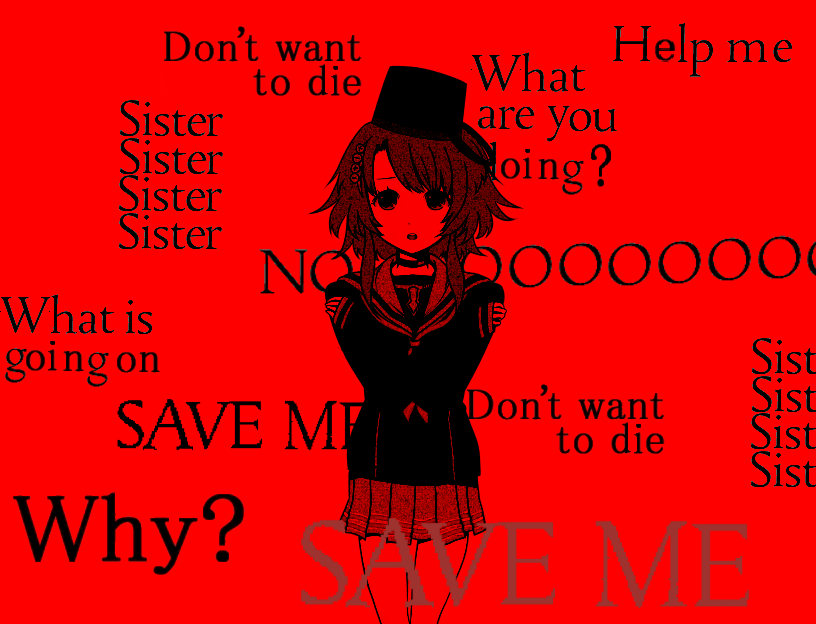 Don't want
to die
Help me
What
are you
doing?
Sister
Sister
Sister
Sister
NO OOOOOOOO
What is
going on
Sist
Sist
Sist
Sist
SAVE ME
Don't want
to die
Why?
SAVE ME